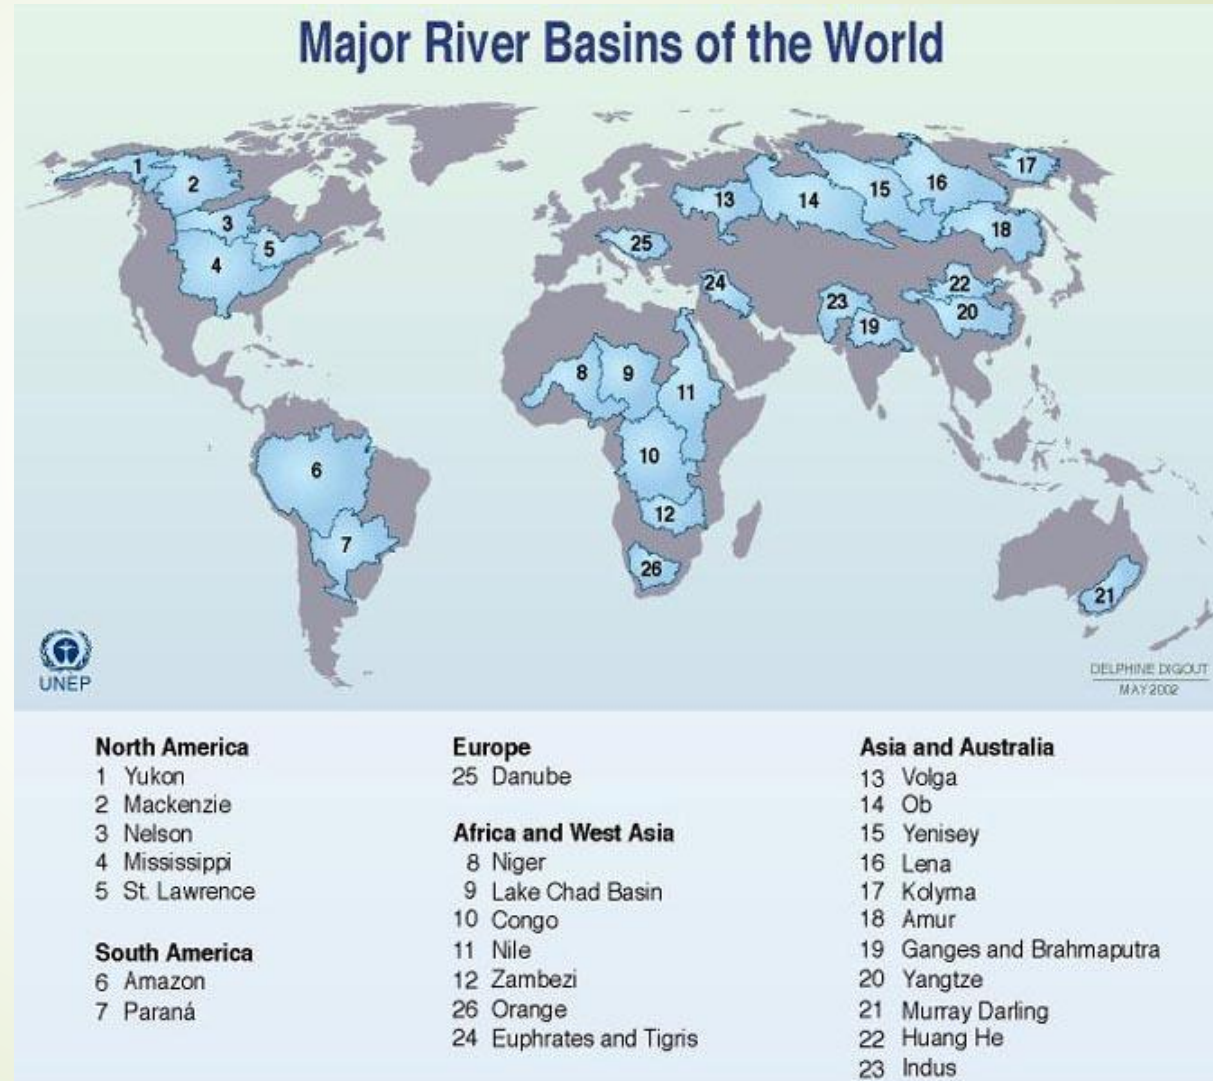 Major River Basins of the World
1
2
3
4
5
6
7
8
9
10
11
12
13
14
15
16
17
18
19
20
21
22
23
24
25
26
UNEP
DELPHINE DIGOUT
MAY 2002
North America
1 Yukon
2 Mackenzie
3 Nelson
4 Mississippi
5 St. Lawrence
South America
6 Amazon
7 Paraná
Europe
25 Danube
Africa and West Asia
8 Niger
9 Lake Chad Basin
10 Congo
11 Nile
12 Zambezi
26 Orange
24 Euphrates and Tigris
Asia and Australia
13 Volga
14 Ob
15 Yenisey
16 Lena
17 Kolyma
18 Amur
19 Ganges and Brahmaputra
20 Yangtze
21 Murray Darling
22 Huang He
23 Indus